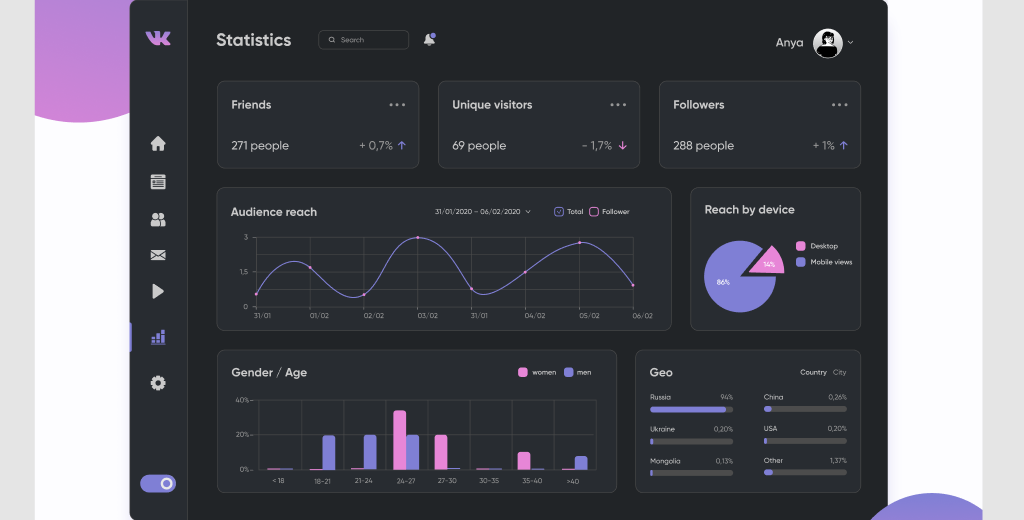 Statistics
Search
Anya
Friends
271 people
+ 0,7%
Unique visitors
69 people
- 1,7%
Followers
288 people
+ 1%
Audience reach
31/01/2020 – 06/02/2020
Total
Follower
3
1,5
0
31/01
01/02
02/02
03/02
31/01
04/02
05/02
06/02
Reach by device
14%
86%
Desktop
Mobile views
Gender / Age
women
men
40%
20%
0%
< 18
18-21
21-24
24-27
27-30
30-35
35-40
>40
Geo
Country
City
Russia
94%
Ukraine
0,20%
Mongolia
0,13%
China
0,26%
USA
0,20%
Other
1,37%